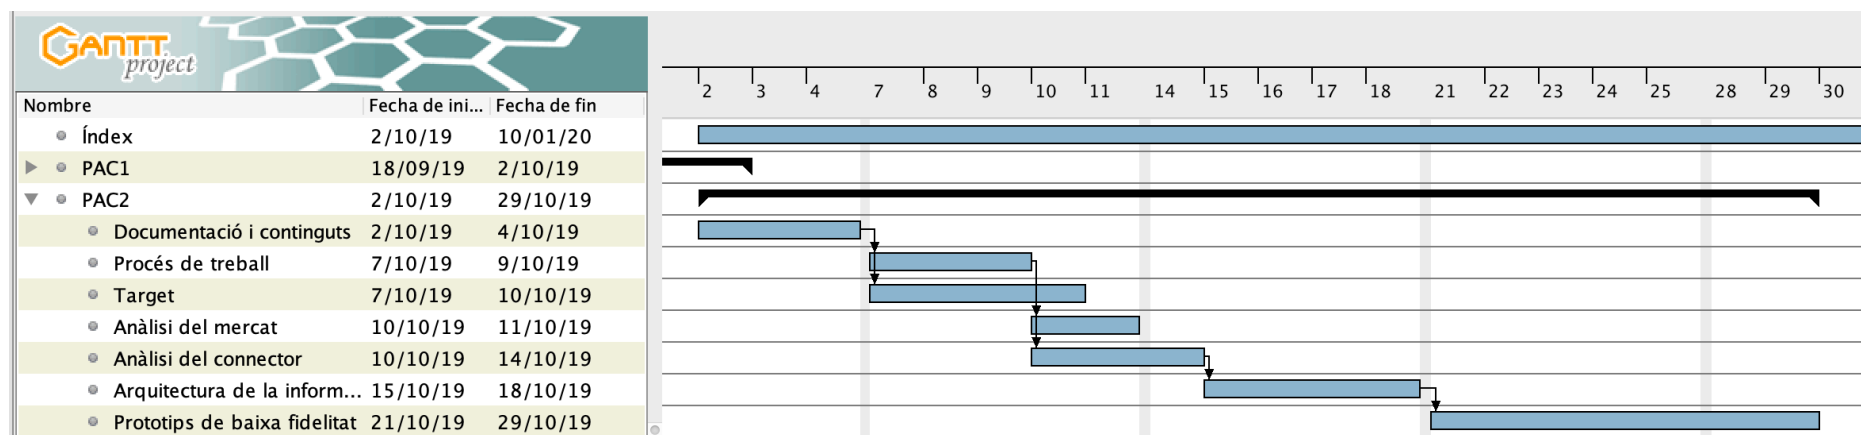 GANTT
project
2 3 4 7 8 9 10 11 14 15 16 17 18 21 22 23 24 25 28 29 30
Nombre Fecha de ini... Fecha de fin
Índex 2/10/19 10/01/20
PAC1 18/09/19 2/10/19
PAC2 2/10/19 29/10/19
Documentació i continguts 2/10/19 4/10/19
Procés de treball 7/10/19 9/10/19
Target 7/10/19 10/10/19
Anàlisi del mercat 10/10/19 11/10/19
Anàlisi del connector 10/10/19 14/10/19
Arquitectura de la inform... 15/10/19 18/10/19
Prototips de baixa fidelitat 21/10/19 29/10/19